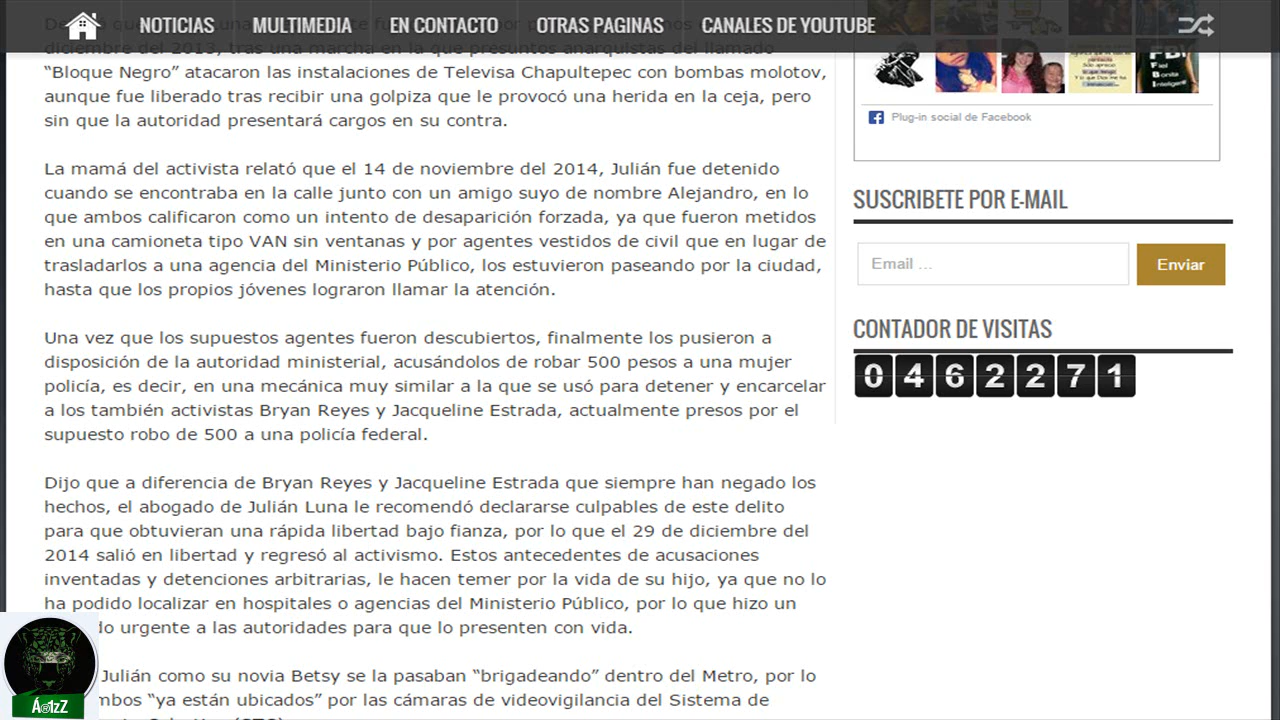 NOTICIAS MULTIMEDIA EN CONTACTO OTRAS PAGINAS CANALES DE YOUTUBE
diciembre del 2013, tras una marcha en la que presuntos anarquistas del llamado
“Bloque Negro” atacaron las instalaciones de Televisa Chapultepec con bombas molotov,
aunque fue liberado tras recibir una golpiza que le provocó una herida en la ceja, pero
sin que la autoridad presentará cargos en su contra.
La mamá del activista relató que el 14 de noviembre del 2014, Julián fue detenido
cuando se encontraba en la calle junto con un amigo suyo de nombre Alejandro, en lo
que ambos calificaron como un intento de desaparición forzada, ya que fueron metidos
en una camioneta tipo VAN sin ventanas y por agentes vestidos de civil que en lugar de
trasladarlos a una agencia del Ministerio Público, los estuvieron paseando por la ciudad,
hasta que los propios jóvenes lograron llamar la atención.
Una vez que los supuestos agentes fueron descubiertos, finalmente los pusieron a
disposición de la autoridad ministerial, acusándolos de robar 500 pesos a una mujer
policía, es decir, en una mecánica muy similar a la que se usó para detener y encarcelar
a los también activistas Bryan Reyes y Jacqueline Estrada, actualmente presos por el
supuesto robo de 500 a una policía federal.
Dijo que a diferencia de Bryan Reyes y Jacqueline Estrada que siempre han negado los
hechos, el abogado de Julián Luna le recomendó declararse culpables de este delito
para que obtuvieran una rápida libertad bajo fianza, por lo que el 29 de diciembre del
2014 salió en libertad y regresó al activismo. Estos antecedentes de acusaciones
inventadas y detenciones arbitrarias, le hacen temer por la vida de su hijo, ya que no lo
ha podido localizar en hospitales o agencias del Ministerio Público, por lo que hizo un
do urgente a las autoridades para que lo presenten con vida.
Julián como su novia Betsy se la pasaban “brigadeando” dentro del Metro, por lo
mbos “ya están ubicados” por las cámaras de videovigilancia del Sistema de
Á@1zZ
FBI
Fiel
Bonita
Inteligente
Plug-in social de Facebook
SUSCRIBETE POR E-MAIL
Email ...
Enviar
CONTADOR DE VISITAS
0462271